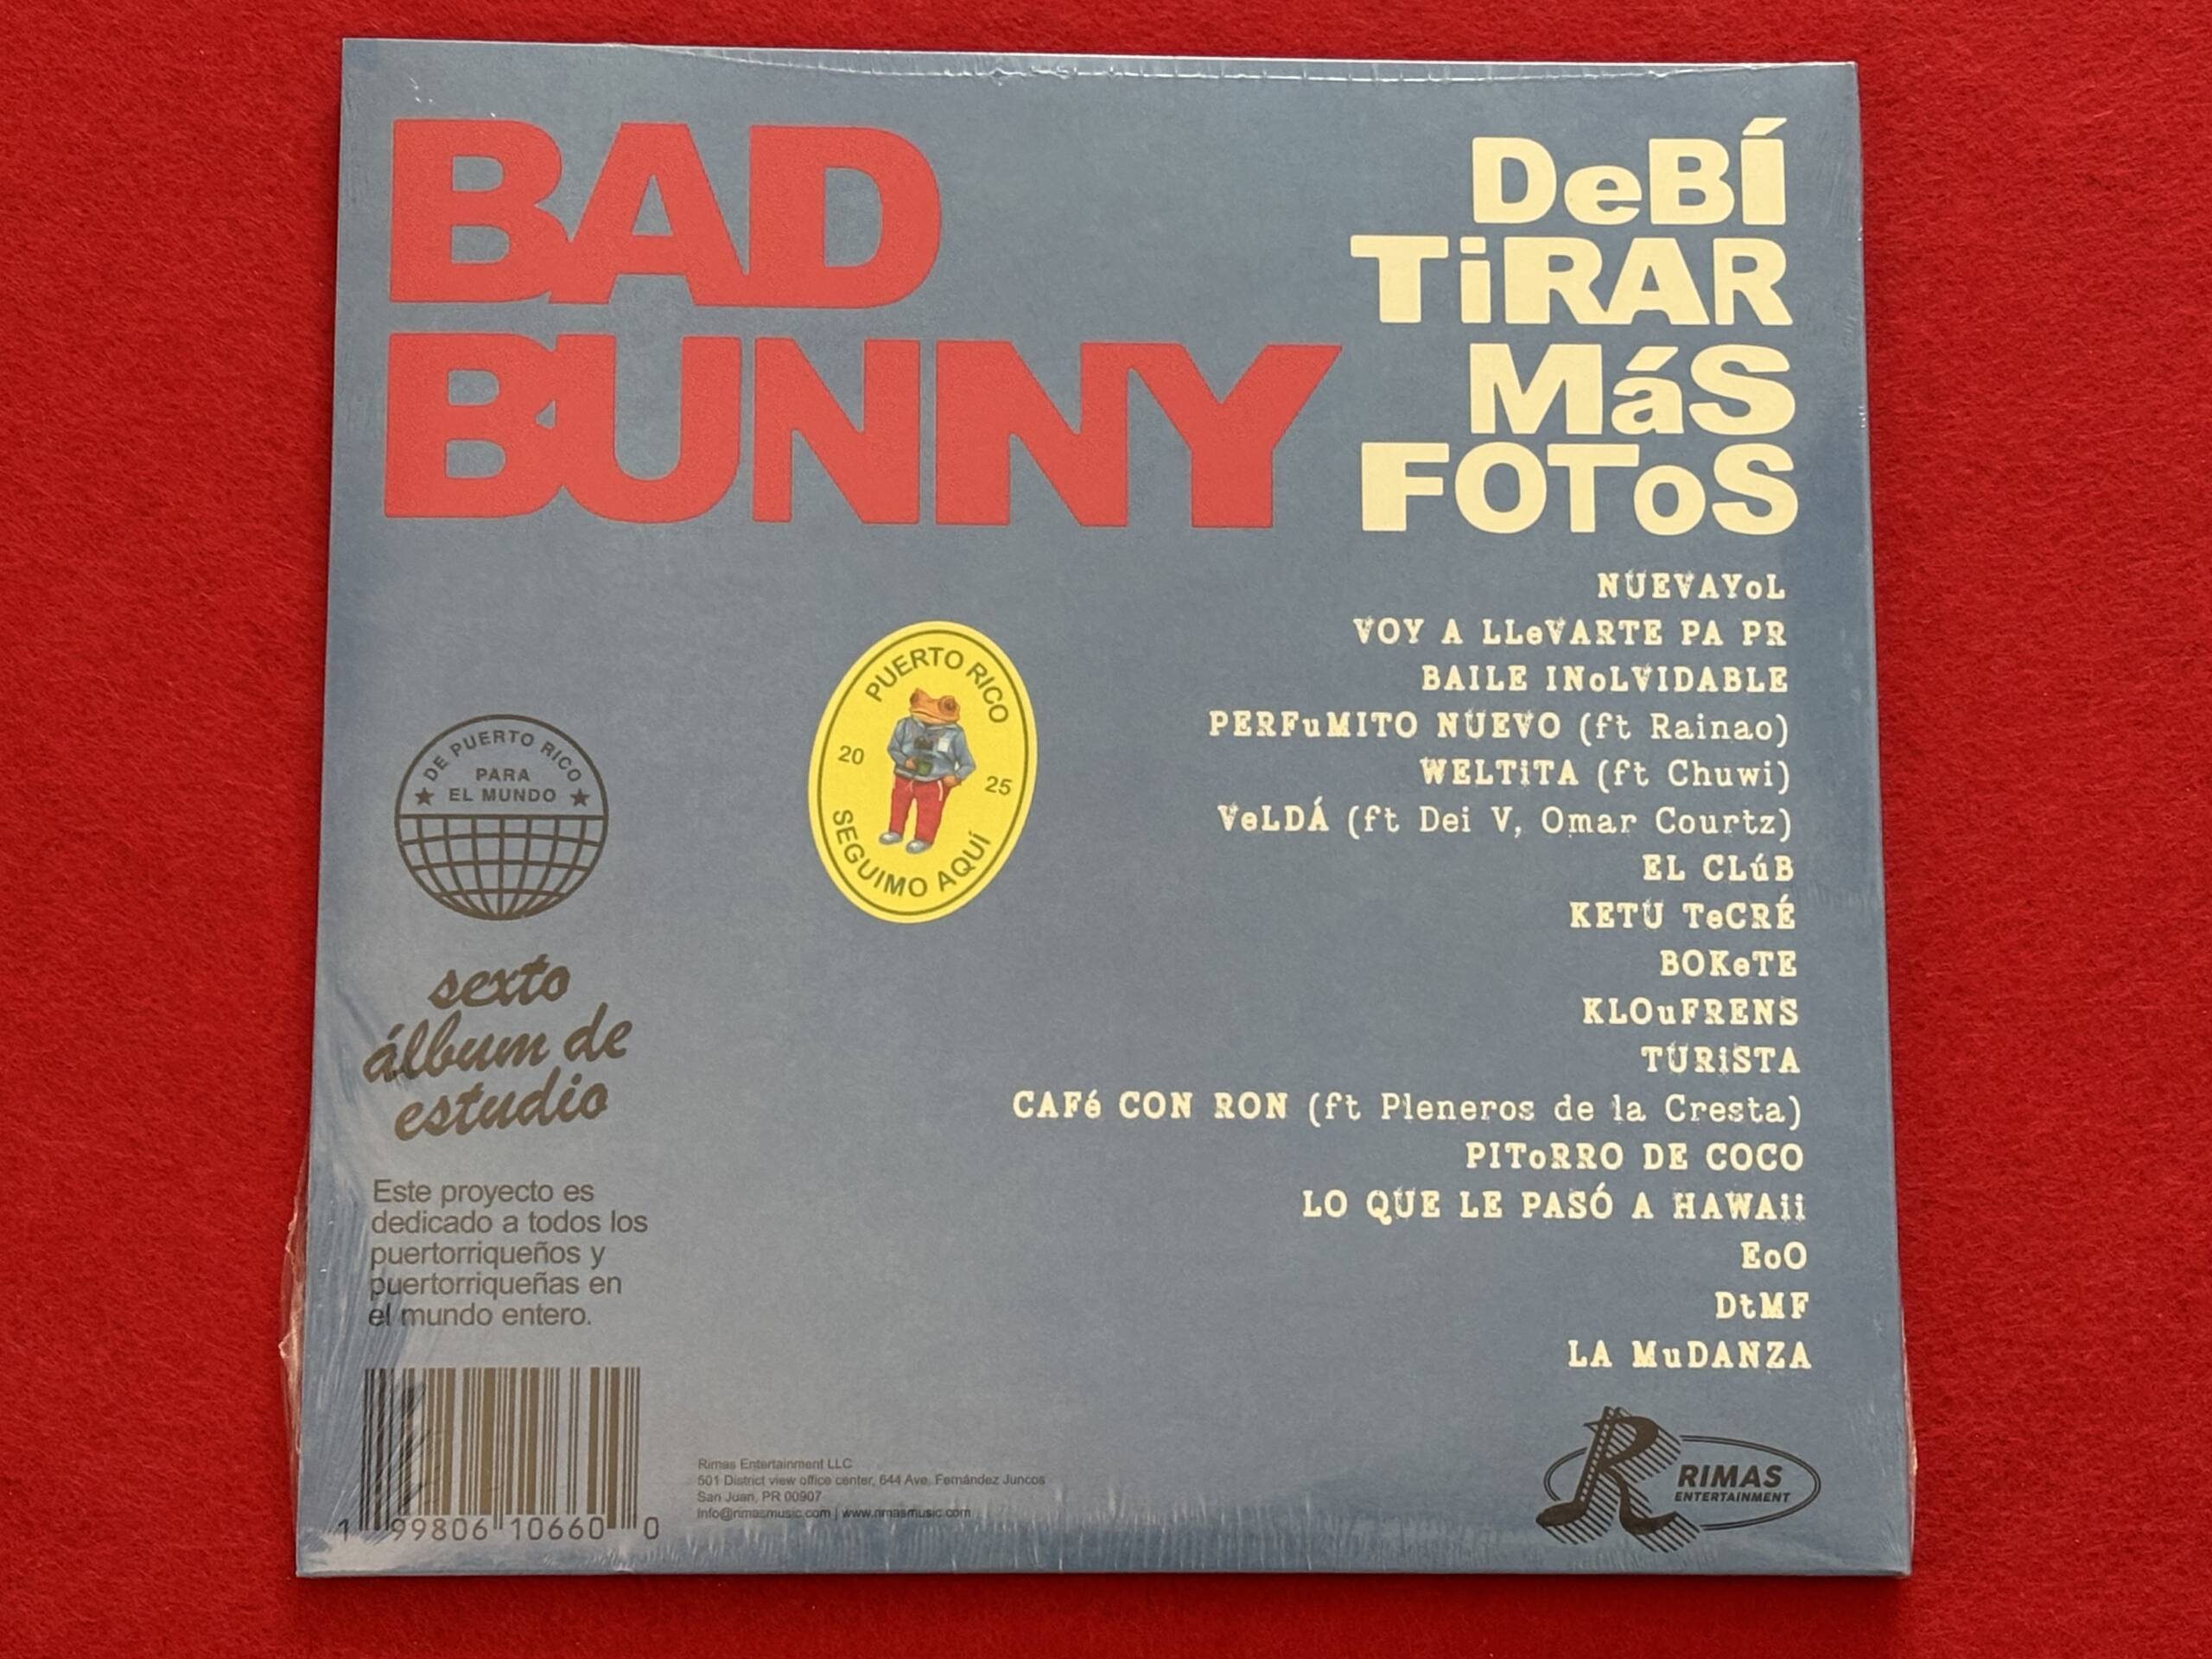 BAD
BUNNY
DeBÍ
TiRAR
MáS
FOToS
NUEVAYoL
VOY A LLeVARTE PA PR
BAILE INoLVIDABLE
PERFuMITO NUEVO (ft Rainao)
WELTiTA (ft Chuwi)
VeLDÁ (ft Dei V, Omar Courtz)
EL CLúB
KETU TeCRÉ
BOKeTE
KLOuFRENS
TURiSTA
CAFé CON RON (ft Pleneros de la Cresta)
PIToRRO DE COCO
LO QUE LE PASÓ A HAWAii
EoO
DtMF
LA MuDANZA
PUERTO RICO
20 25
SEGUIMO AQUÍ
DE PUERTO RICO
PARA
EL MUNDO
sexto
álbum de
estudio
Este proyecto es
dedicado a todos los
puertorriqueños y
puertorriqueñas en
el mundo entero.
1 99806 10660 0
Rimas Entertainment LLC
501 District view office center, 644 Ave. Fernández Juncos
San Juan, PR 00907
Info@rimasmusic.com | www.rimasmusic.com
R
RIMAS
ENTERTAINMENT